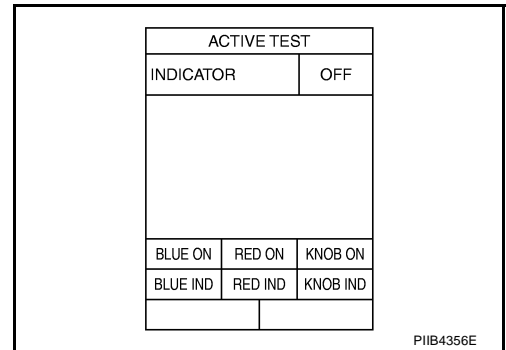 ACTIVE TEST
INDICATOR OFF
BLUE ON RED ON KNOB ON
BLUE IND RED IND KNOB IND
PIIB4356E